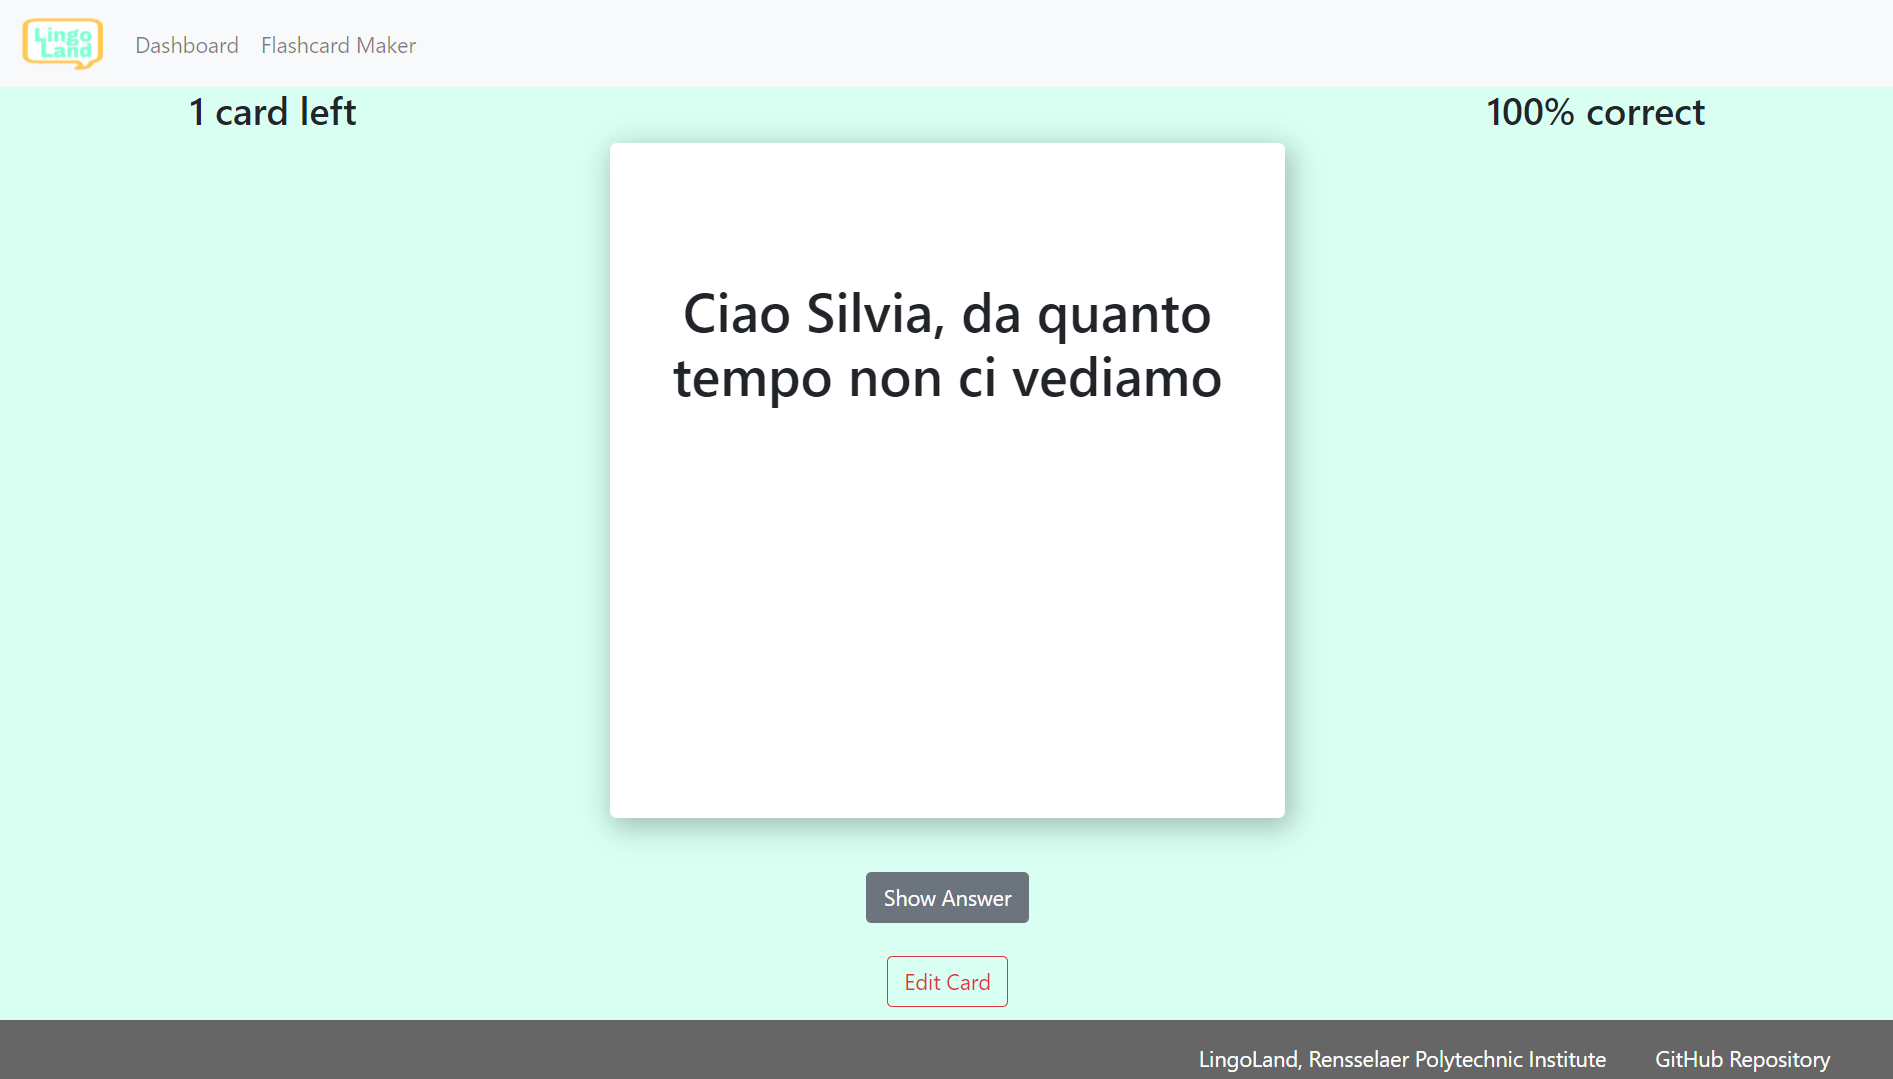 Lingo
Land
Dashboard
Flashcard Maker
1 card left
100% correct
Ciao Silvia, da quanto
tempo non ci vediamo
Show Answer
Edit Card
LingoLand, Rensselaer Polytechnic Institute
GitHub Repository